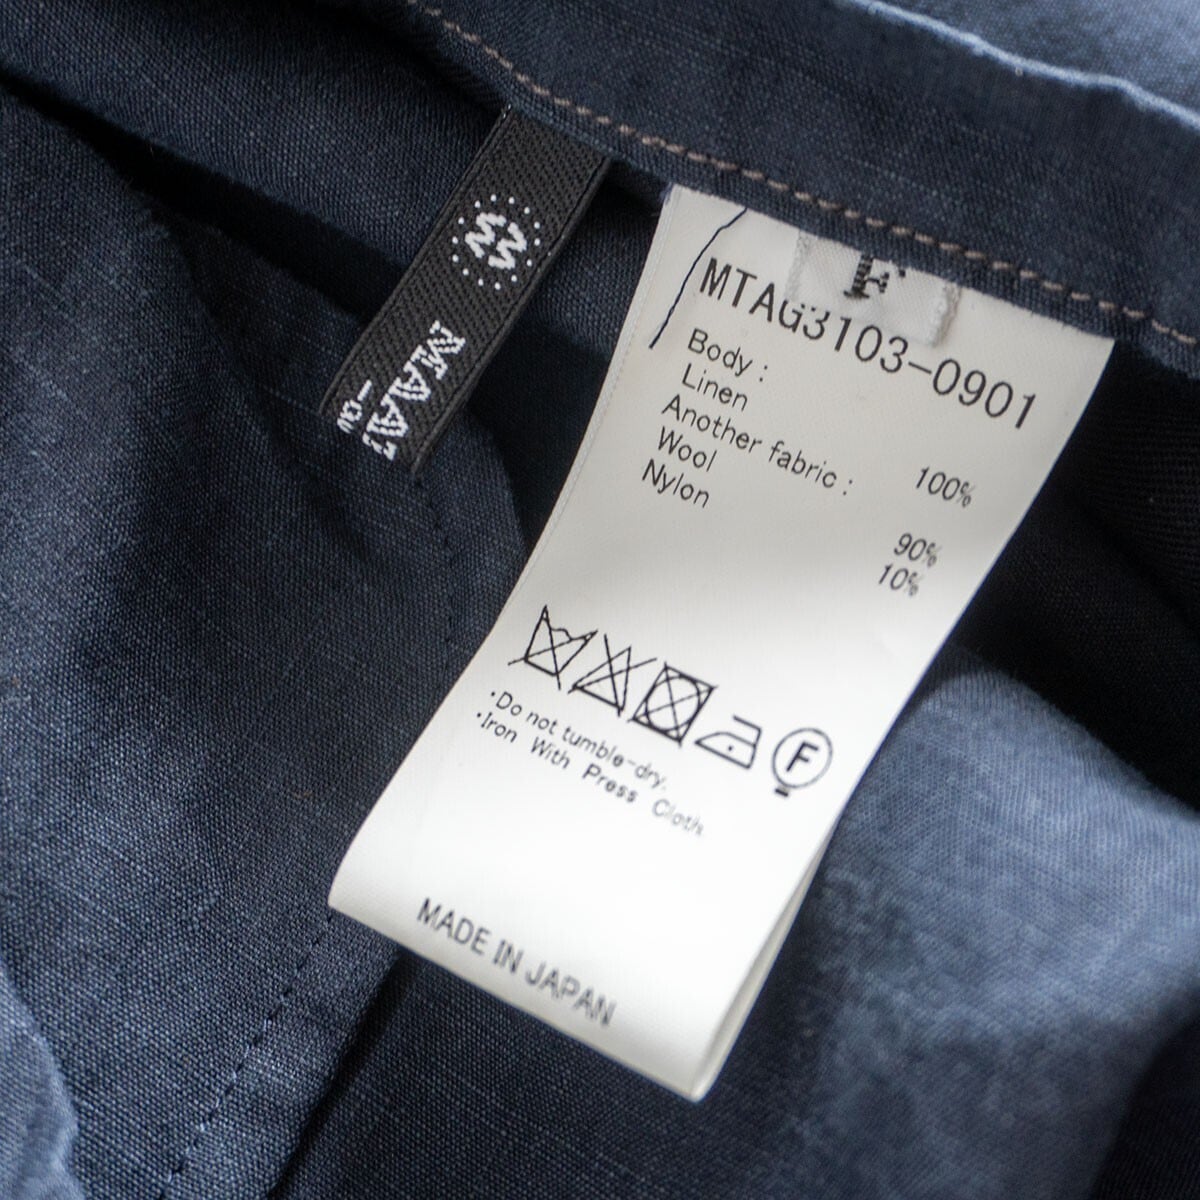 F
MTAG3103-0901
Body :
Linen 100%
Another fabric :
Wool 90%
Nylon 10%
F
·Do not tumble-dry.
·Iron With Press Cloth
MADE IN JAPAN